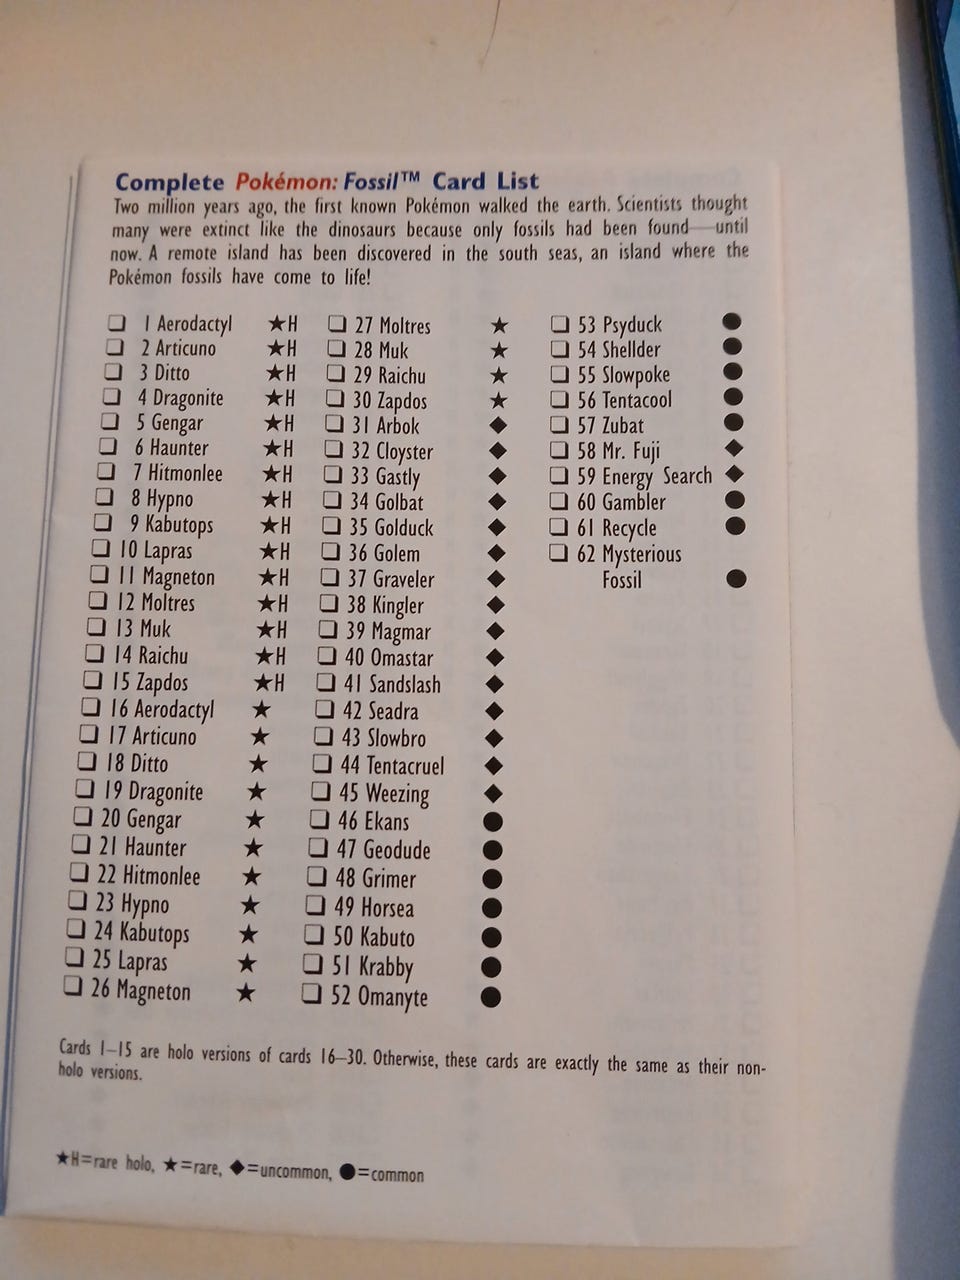 Complete Pokémon: Fossil™ Card List
Two million years ago, the first known Pokémon walked the earth. Scientists thought
many were extinct like the dinosaurs because only fossils had been found—until
now. A remote island has been discovered in the south seas, an island where the
Pokémon fossils have come to life!
❏ 1 Aerodactyl ★H
❏ 2 Articuno ★H
❏ 3 Ditto ★H
❏ 4 Dragonite ★H
❏ 5 Gengar ★H
❏ 6 Haunter ★H
❏ 7 Hitmonlee ★H
❏ 8 Hypno ★H
❏ 9 Kabutops ★H
❏ 10 Lapras ★H
❏ 11 Magneton ★H
❏ 12 Moltres ★H
❏ 13 Muk ★H
❏ 14 Raichu ★H
❏ 15 Zapdos ★H
❏ 16 Aerodactyl ★
❏ 17 Articuno ★
❏ 18 Ditto ★
❏ 19 Dragonite ★
❏ 20 Gengar ★
❏ 21 Haunter ★
❏ 22 Hitmonlee ★
❏ 23 Hypno ★
❏ 24 Kabutops ★
❏ 25 Lapras ★
❏ 26 Magneton ★
❏ 27 Moltres ★
❏ 28 Muk ★
❏ 29 Raichu ★
❏ 30 Zapdos ★
❏ 31 Arbok ◆
❏ 32 Cloyster ◆
❏ 33 Gastly ◆
❏ 34 Golbat ◆
❏ 35 Golduck ◆
❏ 36 Golem ◆
❏ 37 Graveler ◆
❏ 38 Kingler ◆
❏ 39 Magmar ◆
❏ 40 Omastar ◆
❏ 41 Sandslash ◆
❏ 42 Seadra ◆
❏ 43 Slowbro ◆
❏ 44 Tentacruel ◆
❏ 45 Weezing ◆
❏ 46 Ekans ●
❏ 47 Geodude ●
❏ 48 Grimer ●
❏ 49 Horsea ●
❏ 50 Kabuto ●
❏ 51 Krabby ●
❏ 52 Omanyte ●
❏ 53 Psyduck ●
❏ 54 Shellder ●
❏ 55 Slowpoke ●
❏ 56 Tentacool ●
❏ 57 Zubat ●
❏ 58 Mr. Fuji ◆
❏ 59 Energy Search ◆
❏ 60 Gambler ●
❏ 61 Recycle ●
❏ 62 Mysterious
Fossil ●
Cards 1–15 are holo versions of cards 16–30. Otherwise, these cards are exactly the same as their non-
holo versions.
★H=rare holo, ★=rare, ◆=uncommon, ●=common